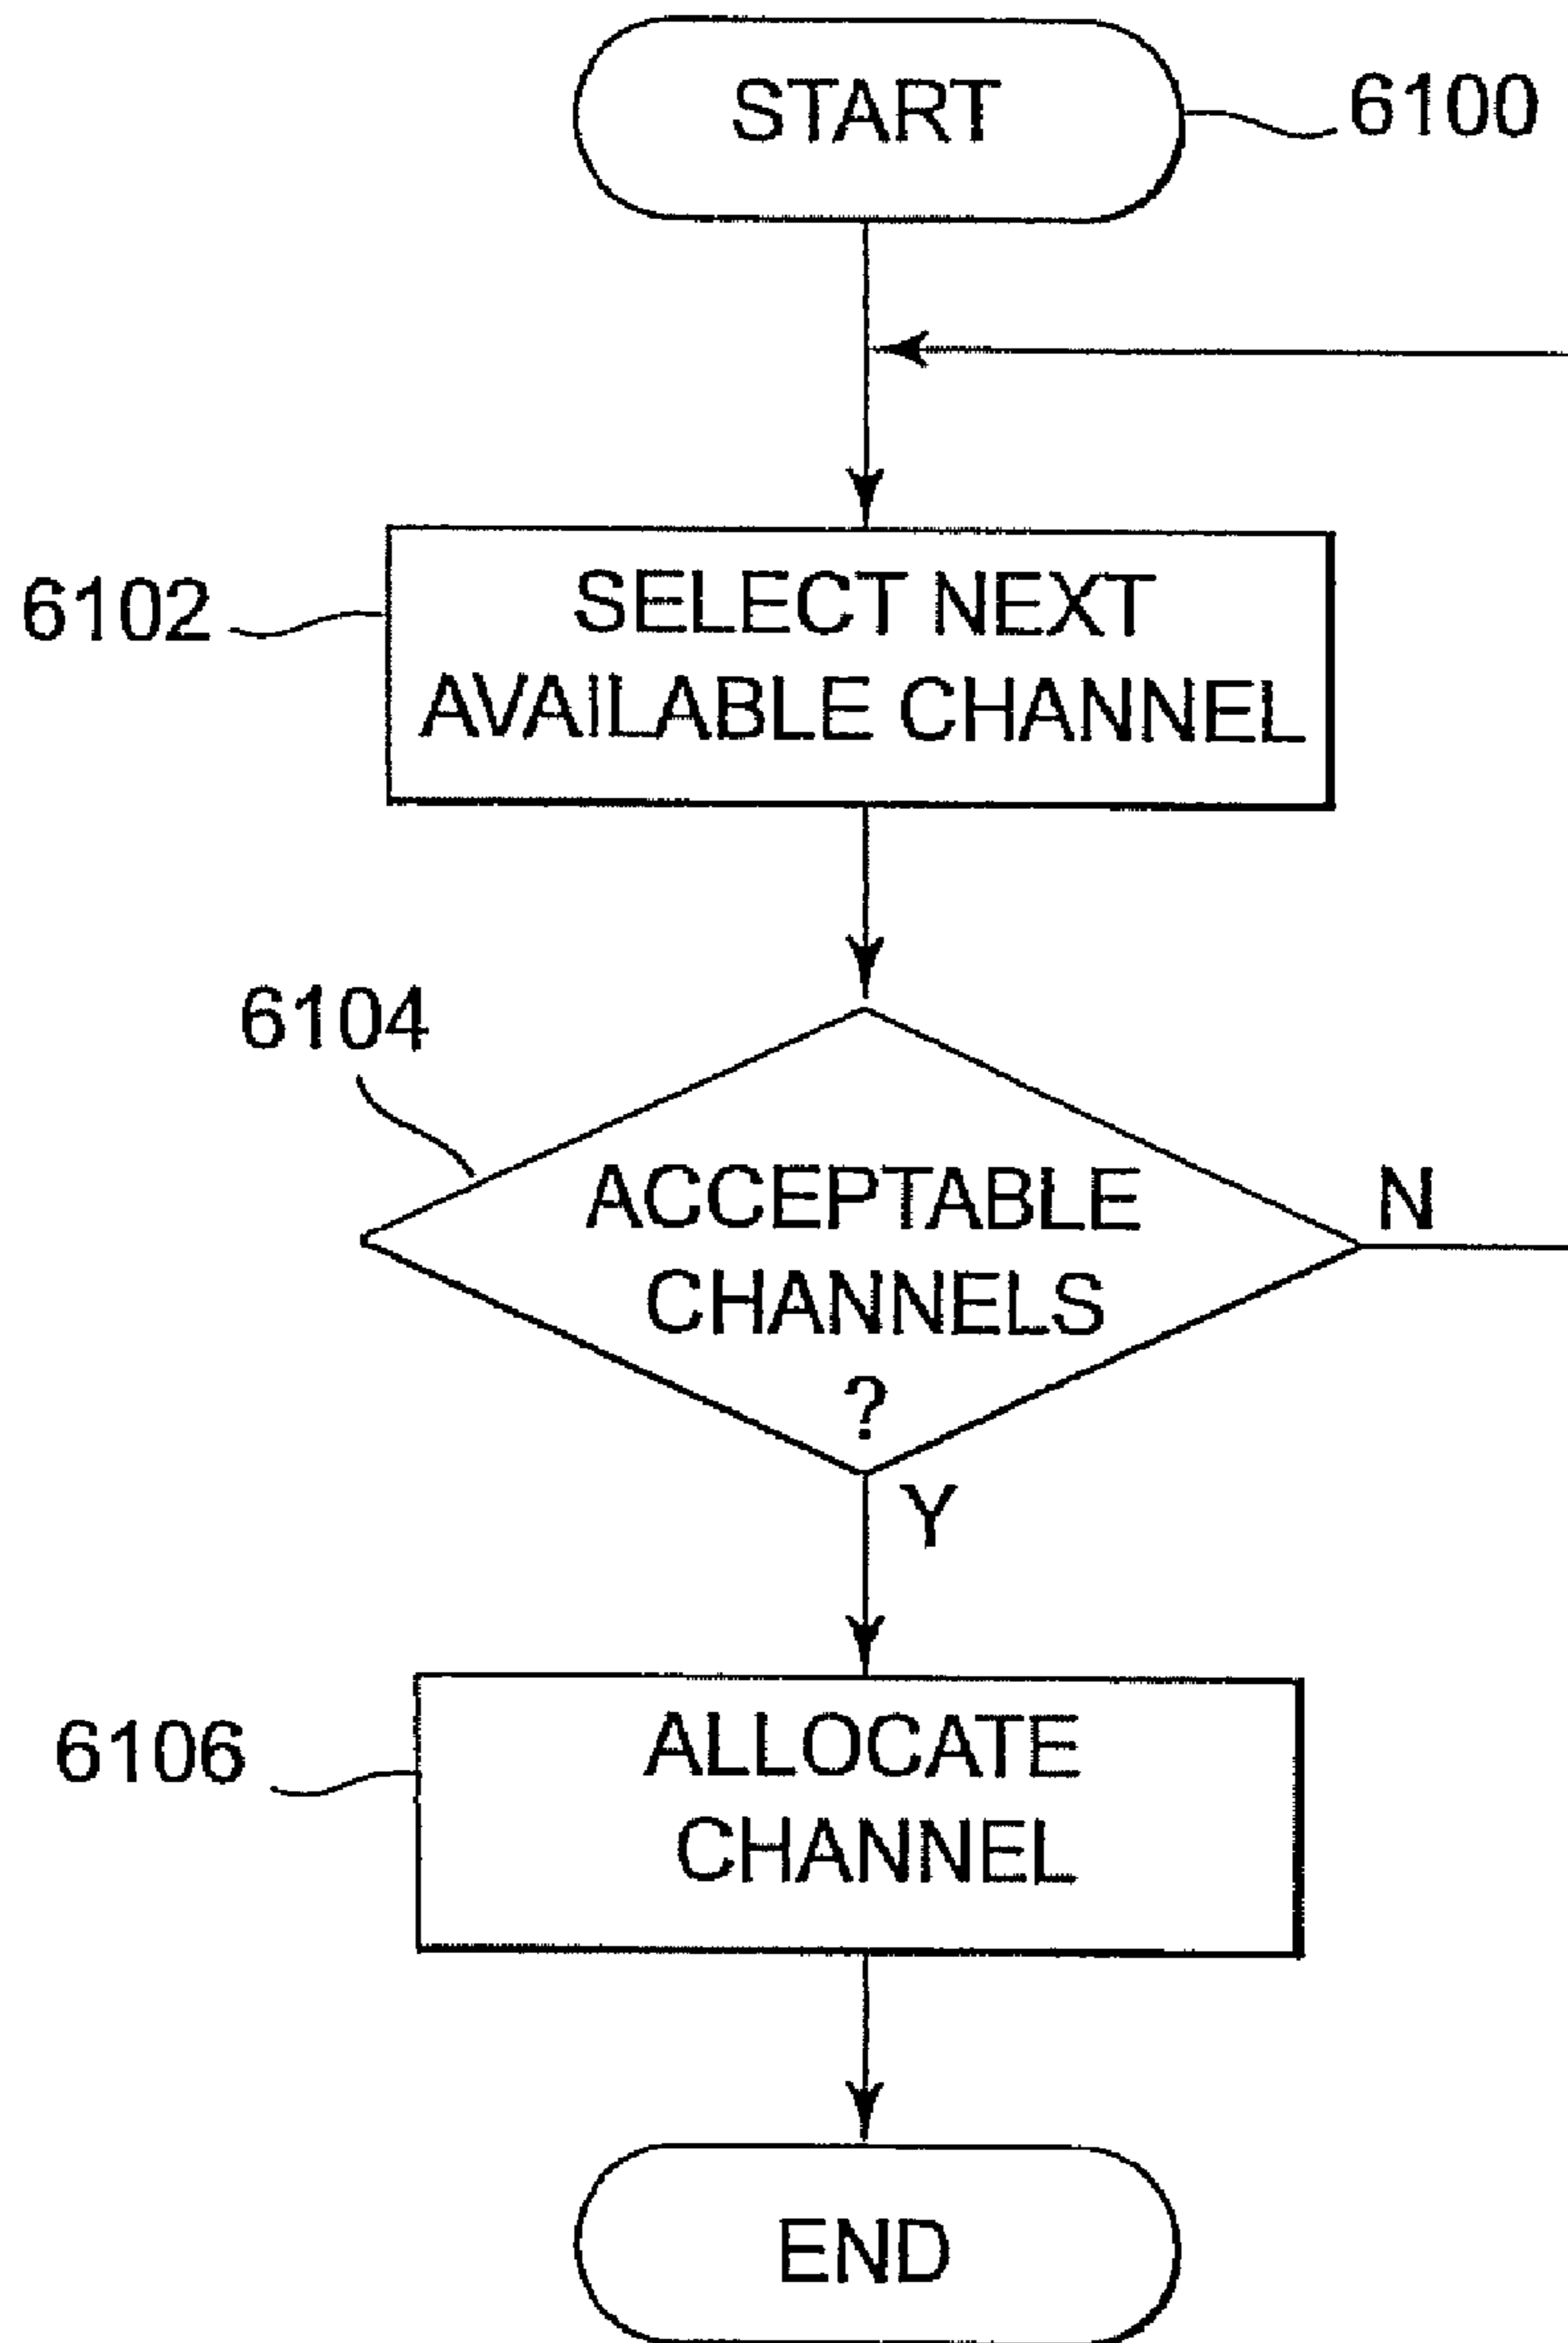 START
6100
6102
SELECT NEXT
AVAILABLE CHANNEL
6104
ACCEPTABLE
CHANNELS
?
N
Y
6106
ALLOCATE
CHANNEL
END